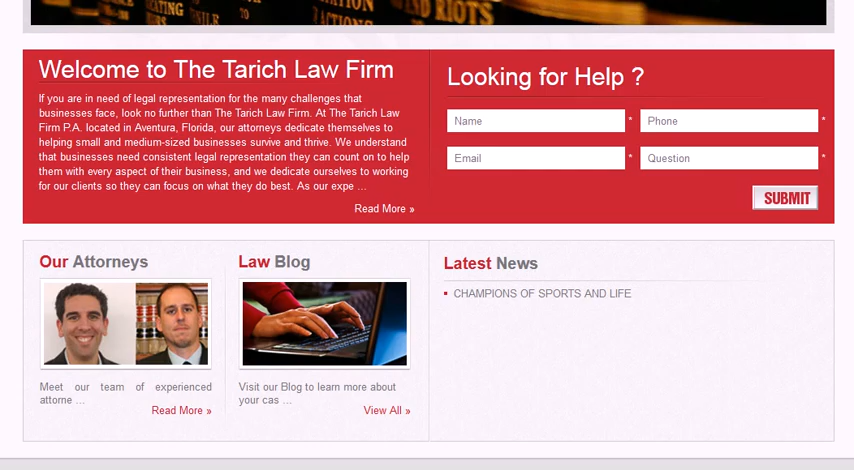 CREATING
WORKS
AND
ACTIONS
AND RIOTS
Welcome to The Tarich Law Firm
If you are in need of legal representation for the many challenges that
businesses face, look no further than The Tarich Law Firm. At The Tarich Law
Firm P.A. located in Aventura, Florida, our attorneys dedicate themselves to
helping small and medium-sized businesses survive and thrive. We understand
that businesses need consistent legal representation they can count on to help
them with every aspect of their business, and we dedicate ourselves to working
for our clients so they can focus on what they do best. As our expe ...
Read More »
Looking for Help ?
Name * Phone *
Email * Question *
SUBMIT
Our Attorneys
Meet our team of experienced
attorne ...
Read More »
Law Blog
Visit our Blog to learn more about
your cas ...
View All »
Latest News
CHAMPIONS OF SPORTS AND LIFE